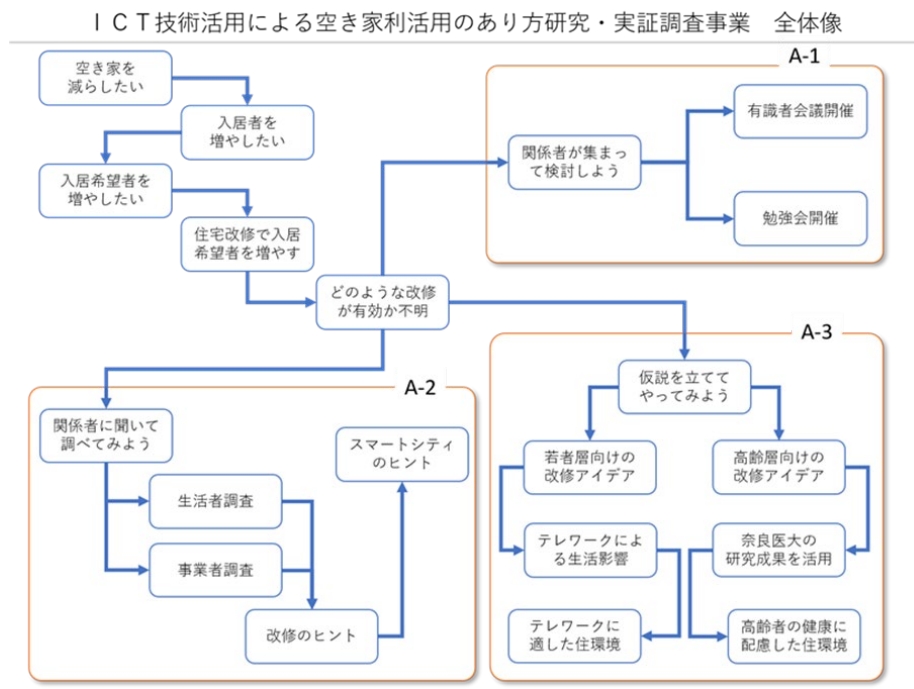 ＩＣＴ技術活用による空き家利活用のあり方研究・実証調査事業　全体像
空き家を
減らしたい
入居者を
増やしたい
入居希望者を
増やしたい
住宅改修で入居
希望者を増やす
どのような改修
が有効か不明
A-1
関係者が集まっ
て検討しよう
有識者会議開催
勉強会開催
A-2
関係者に聞いて
調べてみよう
生活者調査
事業者調査
改修のヒント
スマートシティ
のヒント
A-3
仮説を立てて
やってみよう
若者層向けの
改修アイデア
テレワークによ
る生活影響
テレワークに
適した住環境
高齢層向けの
改修アイデア
奈良医大の
研究成果を活用
高齢者の健康に
配慮した住環境